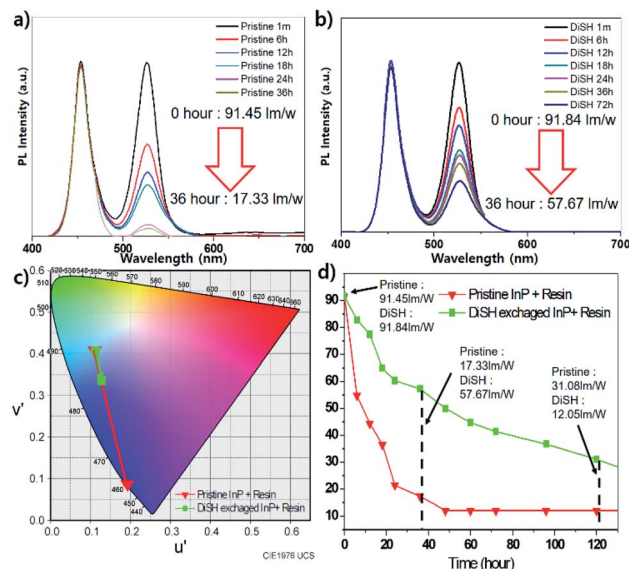 a)
PL Intensity (a.u.)
Pristine 1m
Pristine 6h
Pristine 12h
Pristine 18h
Pristine 24h
Pristine 36h
0 hour : 91.45 lm/w
36 hour : 17.33 lm/w
400 500 600 700
Wavelength (nm)
b)
PL Intensity (a.u.)
DiSH 1m
DiSH 6h
DiSH 12h
DiSH 18h
DiSH 24h
DiSH 36h
DiSH 72h
0 hour : 91.84 lm/w
36 hour : 57.67 lm/w
400 500 600 700
Wavelength (nm)
c)
0.6
0.5
0.4
0.3
0.2
0.1
0.0
v'
520 530 540 550 560 570 580 590 600 610 620 630 640 680
510
500
490
480
470
460
450
440
Pristine InP + Resin
DiSH exchaged InP+ Resin
0.0 0.1 0.2 0.3 0.4 0.5 0.6
u'
CIE1976 UCS
d)
90
80
70
60
50
40
30
20
10
Pristine :
91.45lm/W
DiSH:
91.84lm/W
Pristine InP + Resin
DiSH exchaged InP+ Resin
Pristine :
17.33lm/W
DiSH:
57.67lm/W
Pristine :
31.08lm/W
DiSH:
12.05lm/W
0 20 40 60 80 100 120
Time (hour)